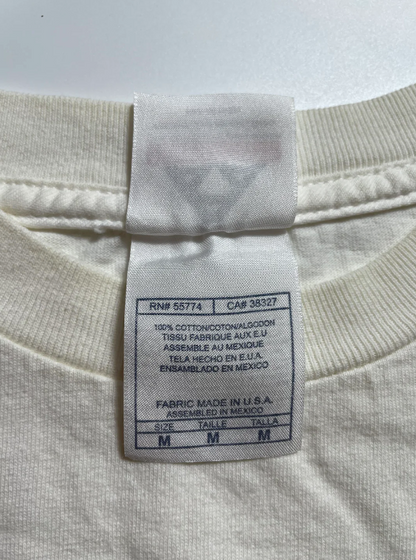 RN# 55774 CA# 38327
100% COTTON/COTON/ALGODON
TISSU FABRIQUE AUX E.U
ASSEMBLE AU MEXIQUE
TELA HECHO EN E.U.A.
ENSAMBLADO EN MEXICO
FABRIC MADE IN U.S.A.
ASSEMBLED IN MEXICO
SIZE TAILLE TALLA
M M M